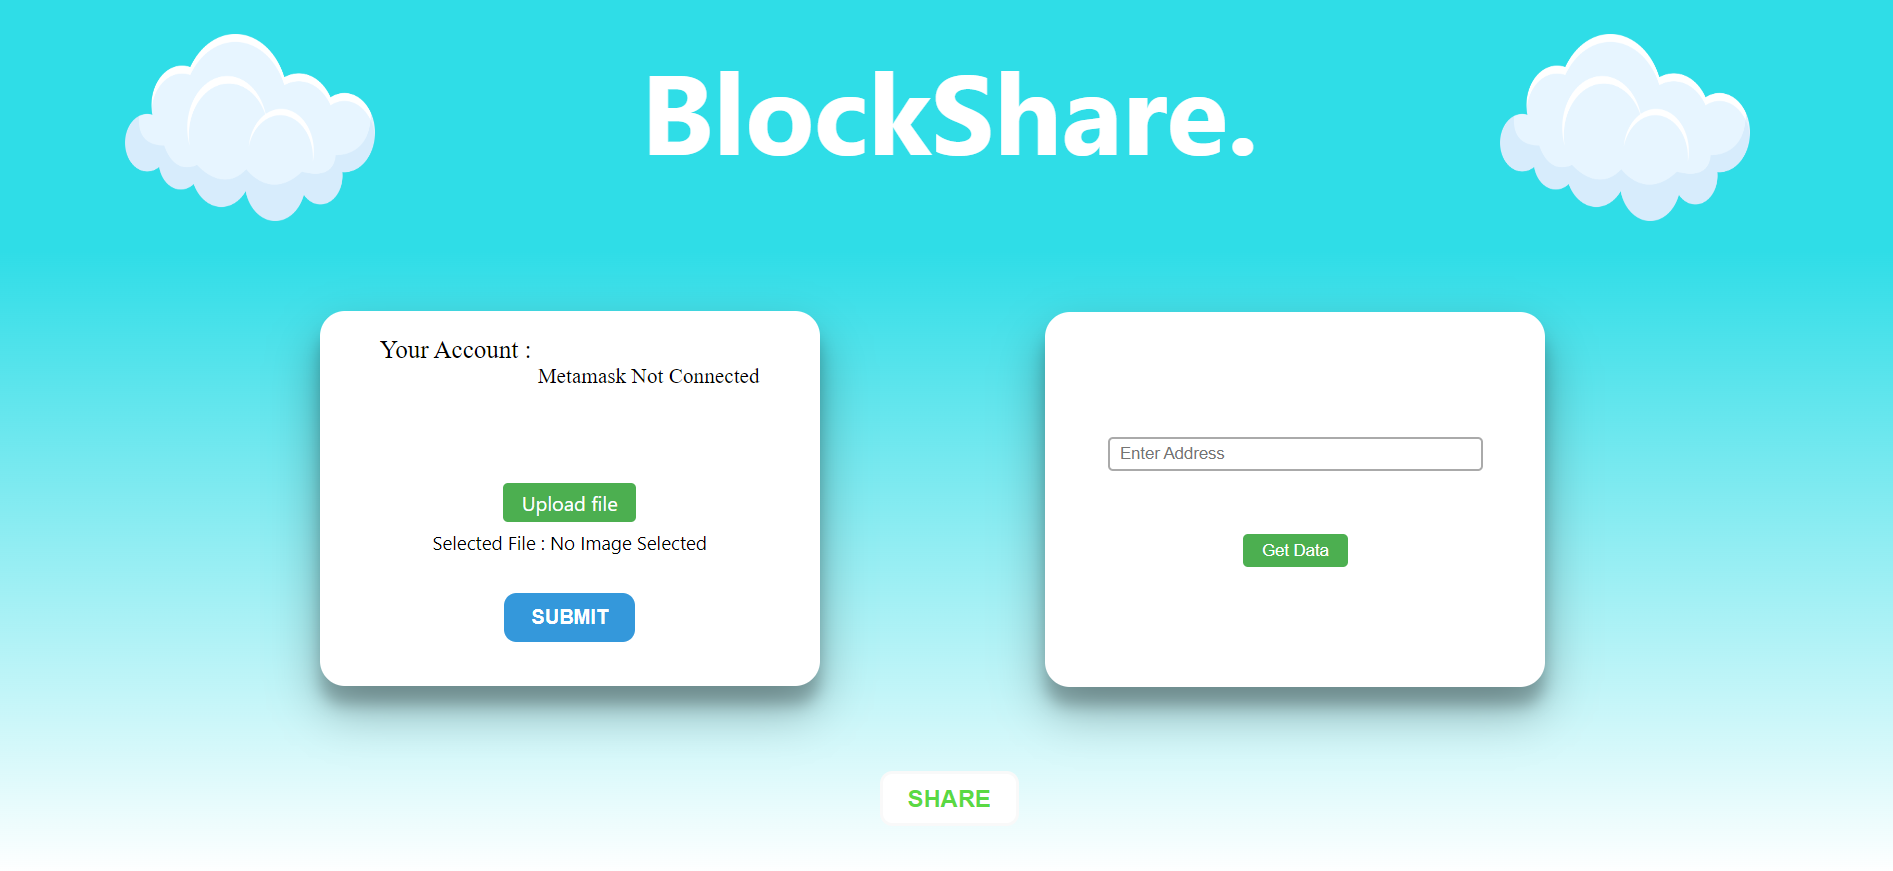 BlockShare.
Your Account :
Metamask Not Connected
Upload file
Selected File : No Image Selected
SUBMIT
Enter Address
Get Data
SHARE